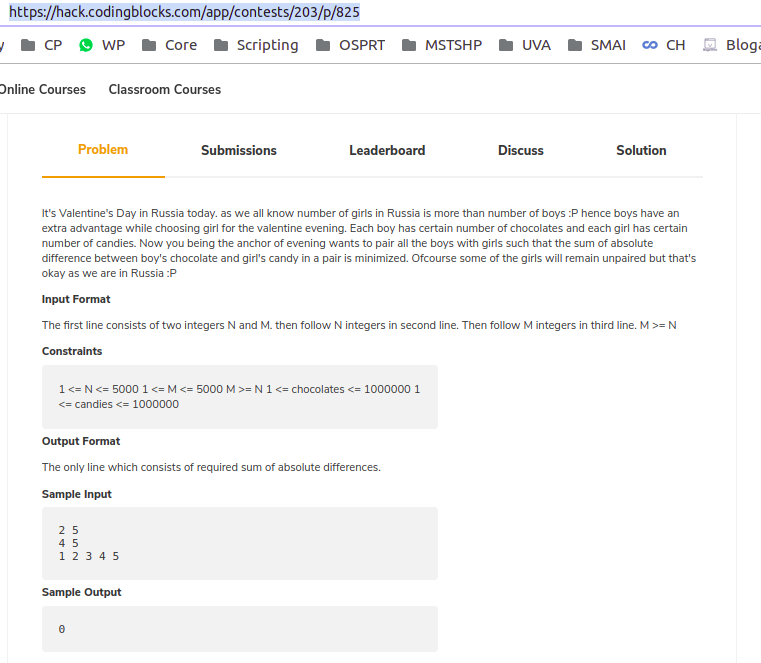 https://hack.codingblocks.com/app/contests/203/p/825
y CP WP Core Scripting OSPRT MSTSHP UVA SMAI CH Bloga
Online Courses Classroom Courses
Problem Submissions Leaderboard Discuss Solution
It's Valentine's Day in Russia today. as we all know number of girls in Russia is more than number of boys :P hence boys have an
extra advantage while choosing girl for the valentine evening. Each boy has certain number of chocolates and each girl has certain
number of candies. Now you being the anchor of evening wants to pair all the boys with girls such that the sum of absolute
difference between boy's chocolate and girl's candy in a pair is minimized. Ofcourse some of the girls will remain unpaired but that's
okay as we are in Russia :P
Input Format
The first line consists of two integers N and M. then follow N integers in second line. Then follow M integers in third line. M >= N
Constraints
1 <= N <= 5000 1 <= M <= 5000 M >= N 1 <= chocolates <= 1000000 1
<= candies <= 1000000
Output Format
The only line which consists of required sum of absolute differences.
Sample Input
2 5
4 5
1 2 3 4 5
Sample Output
0